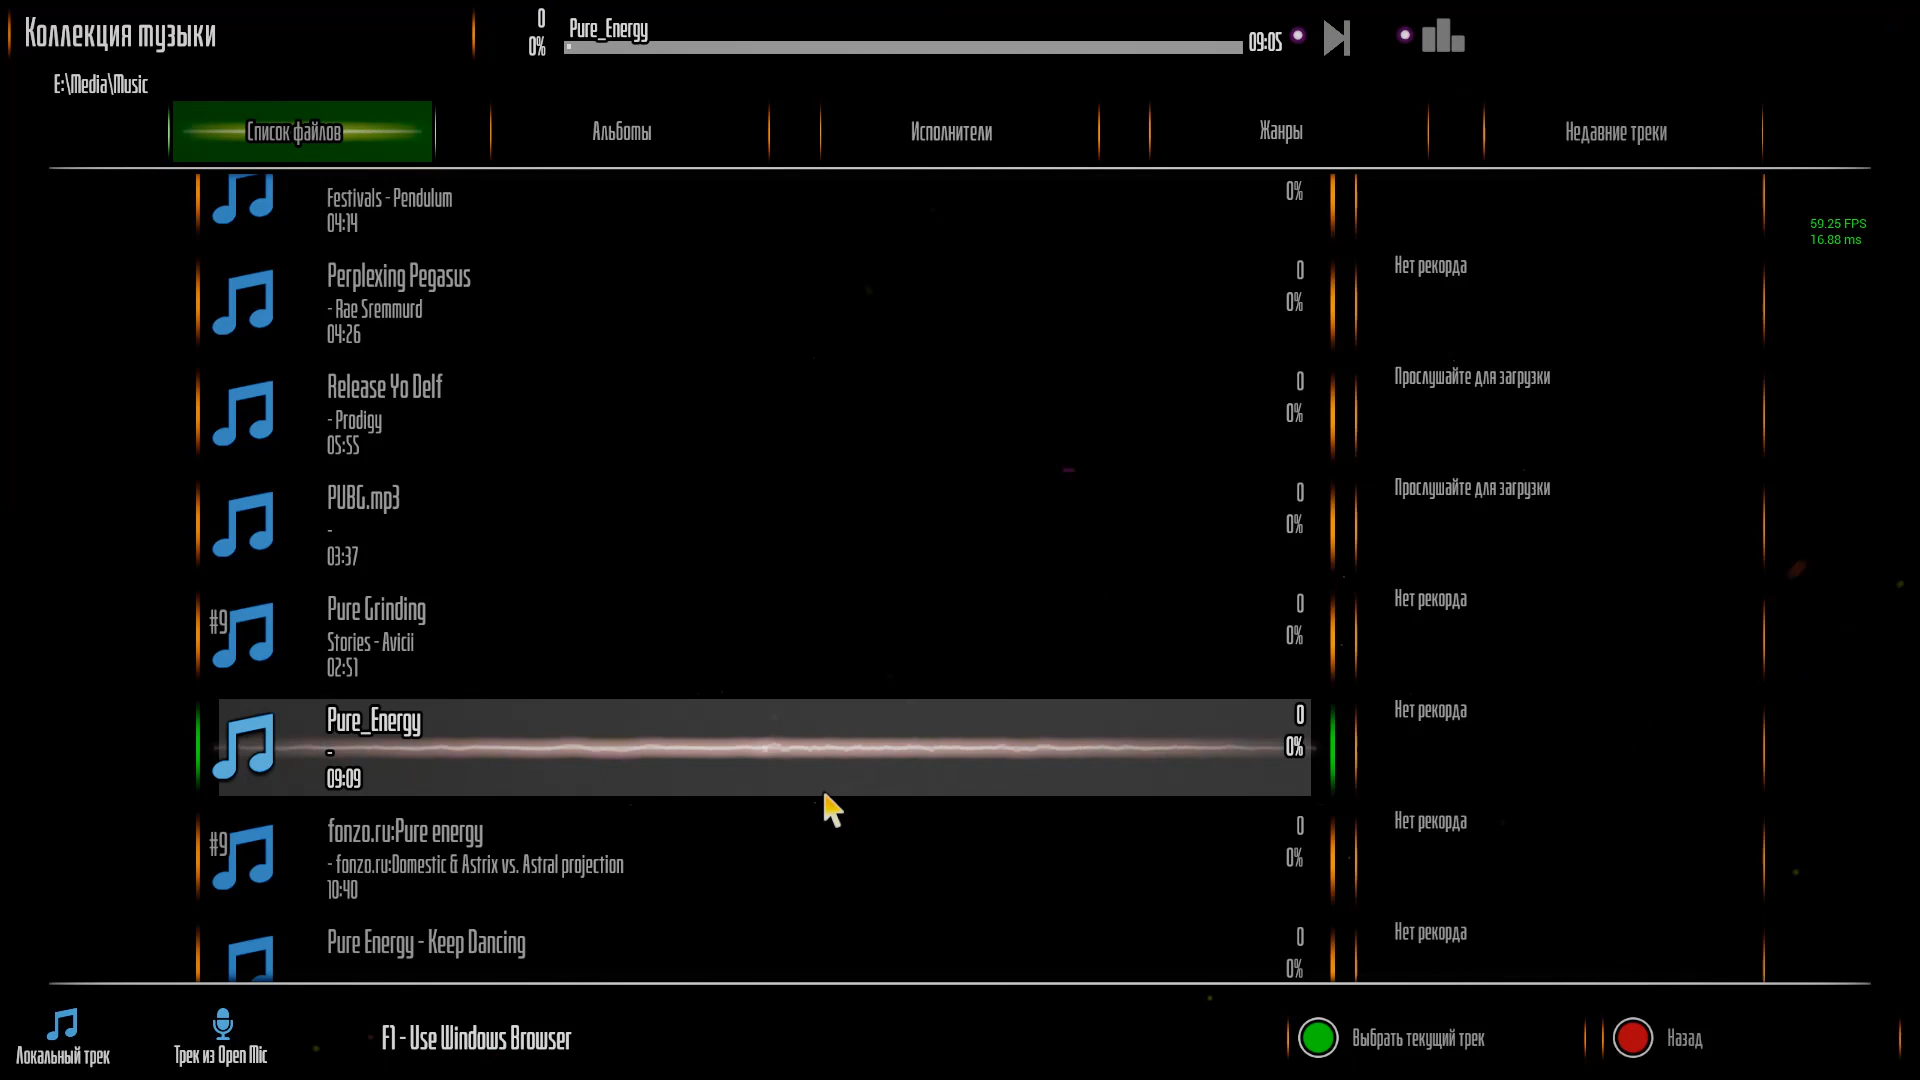 Коллекция музыки
0
0%
Pure_Energy
09:05
E:\Media\Music
Список файлов
Альбомы
Исполнители
Жанры
Недавние треки
Festivals - Pendulum
04:14
0%
59.25 FPS
16.88 ms
Perplexing Pegasus
- Rae Sremmurd
04:26
0
0%
Нет рекорда
Release Yo Delf
- Prodigy
05:55
0
0%
Прослушайте для загрузки
PUBG.mp3
-
03:37
0
0%
Прослушайте для загрузки
#9
Pure Grinding
Stories - Avicii
02:51
0
0%
Нет рекорда
Pure_Energy
-
09:09
0
0%
Нет рекорда
#9
fonzo.ru:Pure energy
- fonzo.ru:Domestic & Astrix vs. Astral projection
10:40
0
0%
Нет рекорда
Pure Energy - Keep Dancing
0
0%
Нет рекорда
Локальный трек
Трек из Open Mic
F1 - Use Windows Browser
Выбрать текущий трек
Назад